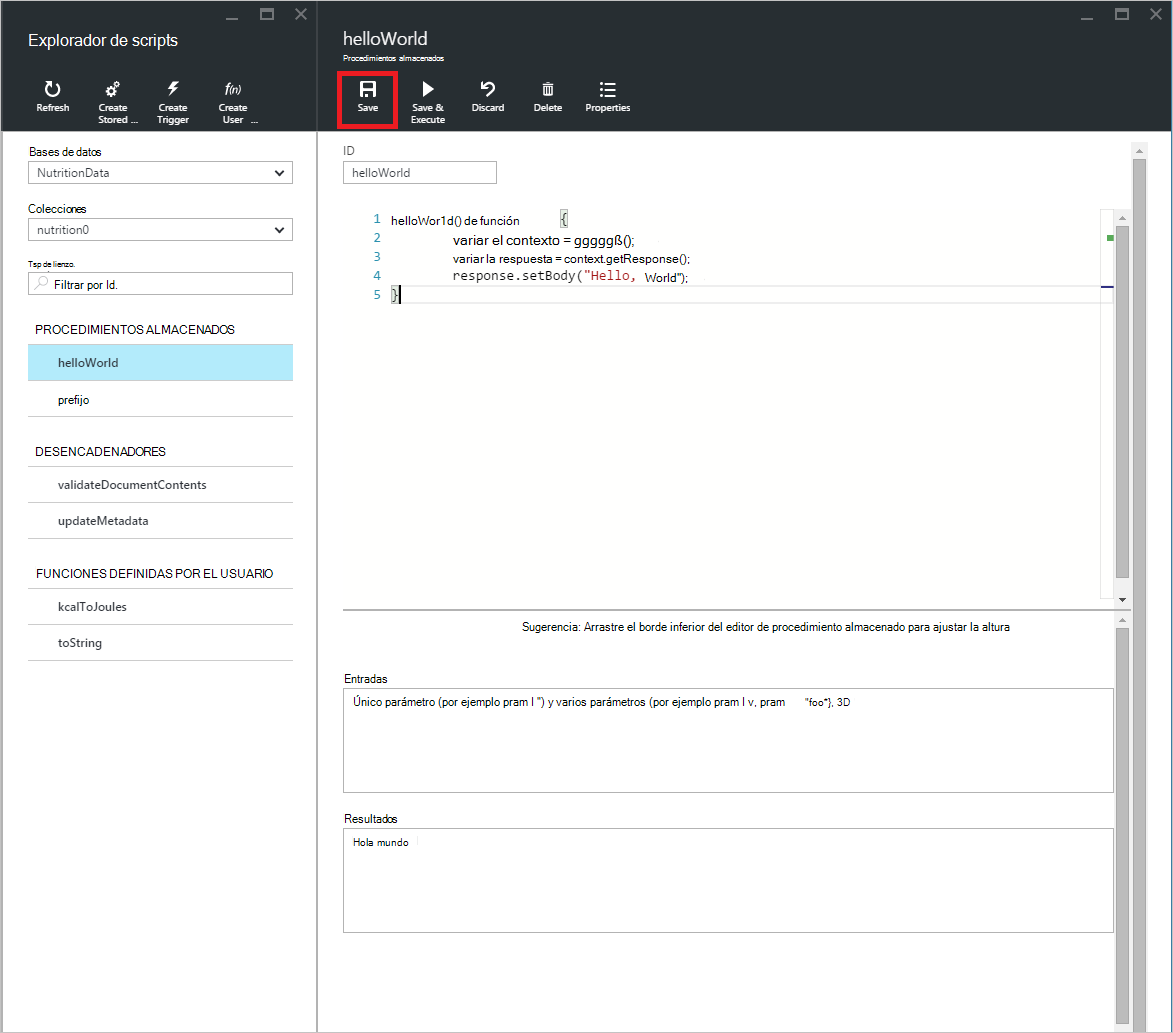 Explorador de scripts
Refresh
Create Stored ...
Create Trigger
f(n)
Create User ...
Bases de datos
NutritionData
Colecciones
nutrition0
Tsp de lienzo.
Filtrar por Id.
PROCEDIMIENTOS ALMACENADOS
helloWorld
prefijo
DESENCADENADORES
validateDocumentContents
updateMetadata
FUNCIONES DEFINIDAS POR EL USUARIO
kcalToJoules
toString
helloWorld
Procedimientos almacenados
Save
Save & Execute
Discard
Delete
Properties
ID
helloWorld
1 helloWor1d() de función {
2 variar el contexto = gggggß();
3 variar la respuesta = context.getResponse();
4 response.setBody("Hello, World");
5 }
Sugerencia: Arrastre el borde inferior del editor de procedimiento almacenado para ajustar la altura
Entradas
Único parámetro (por ejemplo pram I ") y varios parámetros (por ejemplo pram I v, pram "foo*}, 3D
Resultados
Hola mundo